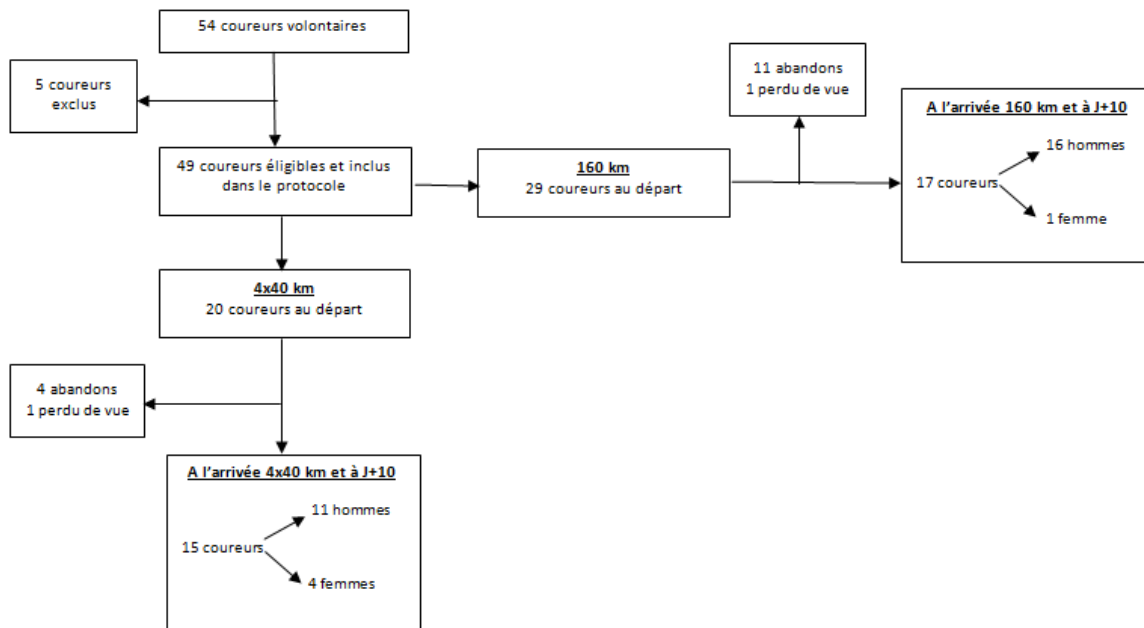 54 coureurs volontaires
5 coureurs
exclus
11 abandons
1 perdu de vue
49 coureurs éligibles et inclus
dans le protocole
160 km
29 coureurs au départ
A l'arrivée 160 km et à J+10
16 hommes
17 coureurs
1 femme
4x40 km
20 coureurs au départ
4 abandons
1 perdu de vue
A l'arrivée 4x40 km et à J+10
11 hommes
15 coureurs
4 femmes